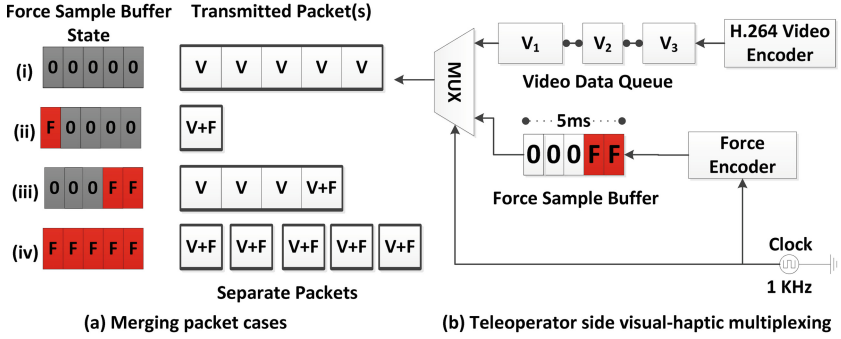 Force Sample Buffer State
Transmitted Packet(s)
(i) 0 0 0 0 0
V V V V V
(ii) F 0 0 0 0
V+F
(iii) 0 0 0 F F
V V V V+F
(iv) F F F F F
V+F V+F V+F V+F V+F
Separate Packets
(a) Merging packet cases
MUX
V1 V2 V3
H.264 Video
Encoder
Video Data Queue
5ms
0 0 0 F F
Force
Encoder
Force Sample Buffer
Clock
1 KHz
(b) Teleoperator side visual-haptic multiplexing